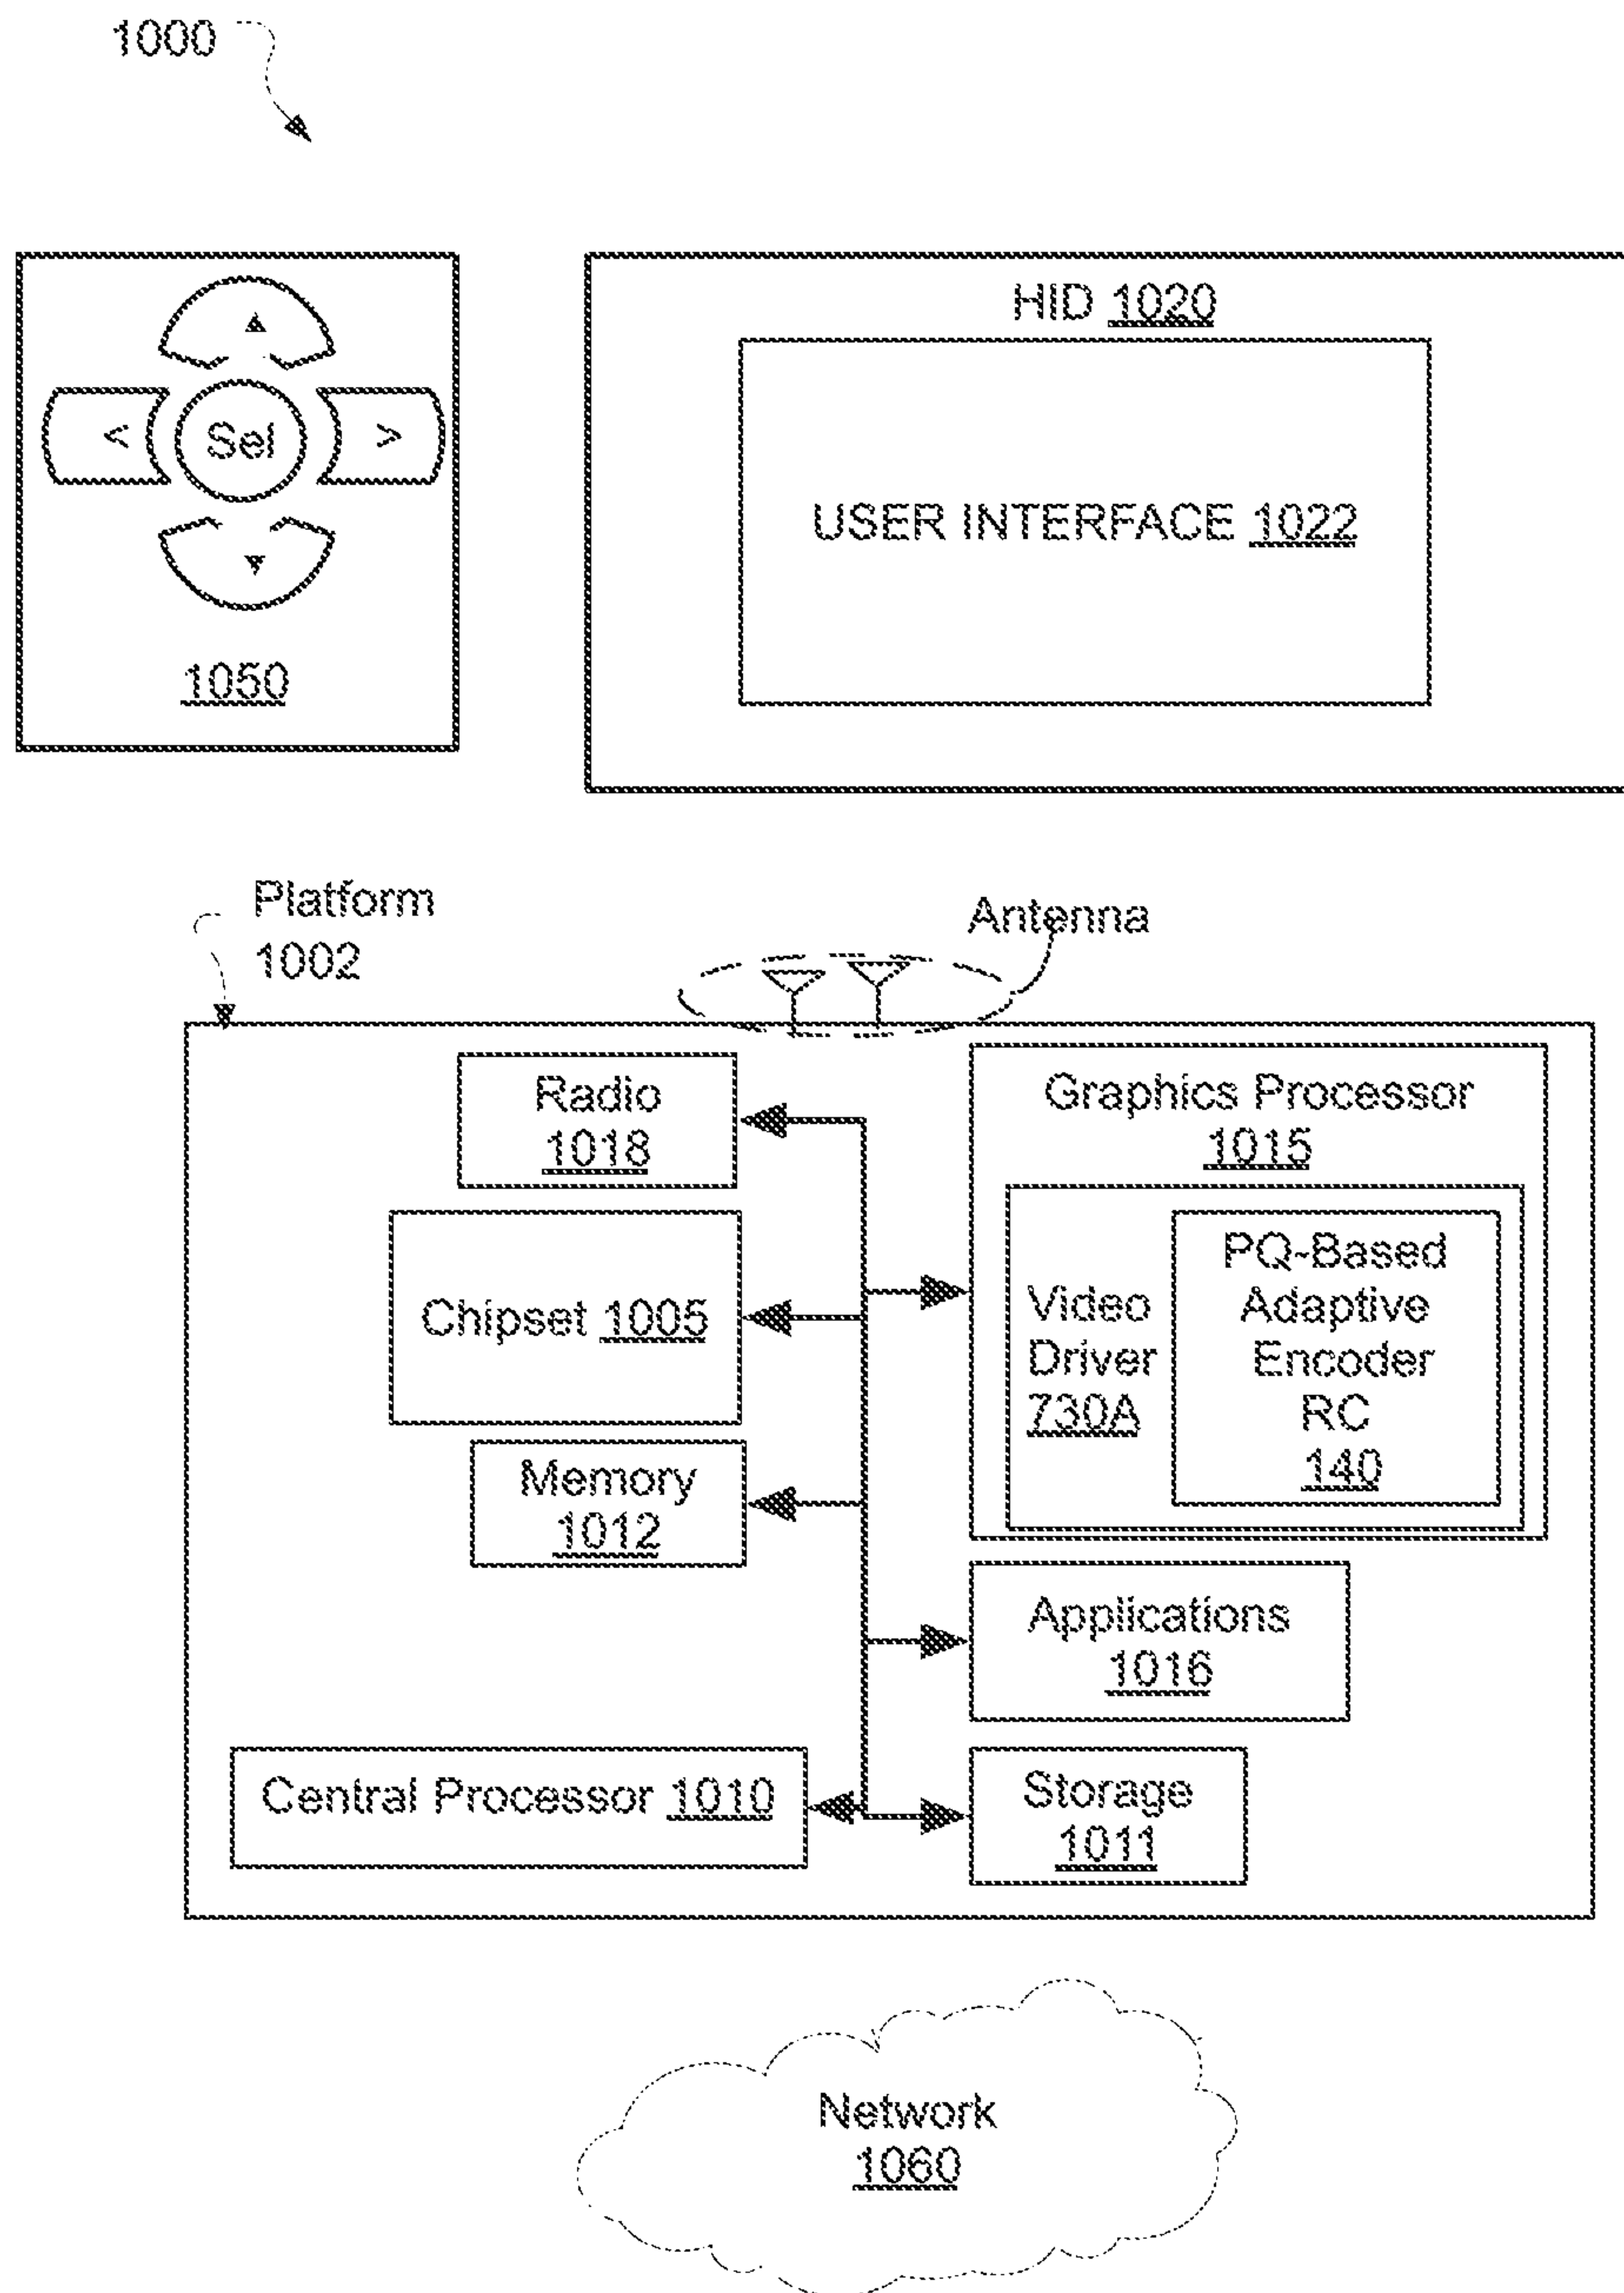 1000
HID 1020
USER INTERFACE 1022
<
Sel
>
1050
Platform
1002
Antenna
Radio
1018
Graphics Processor
1015
Chipset 1005
Video
Driver
730A
PQ-Based
Adaptive
Encoder
RC
140
Memory
1012
Applications
1016
Central Processor 1010
Storage
1011
Network
1060